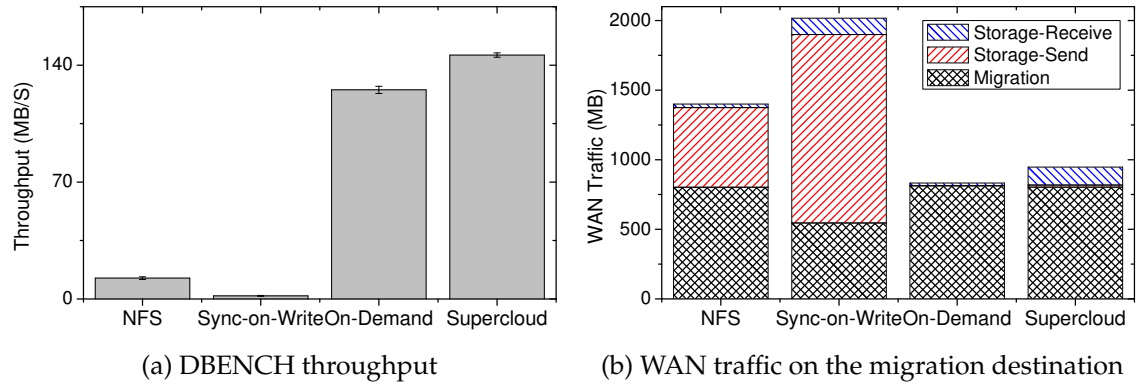 Throughput (MB/S)
140
70
0
NFS
Sync-on-Write
On-Demand
Supercloud
(a) DBENCH throughput
WAN Traffic (MB)
2000
1500
1000
500
0
Storage-Receive
Storage-Send
Migration
NFS
Sync-on-Write
On-Demand
Supercloud
(b) WAN traffic on the migration destination